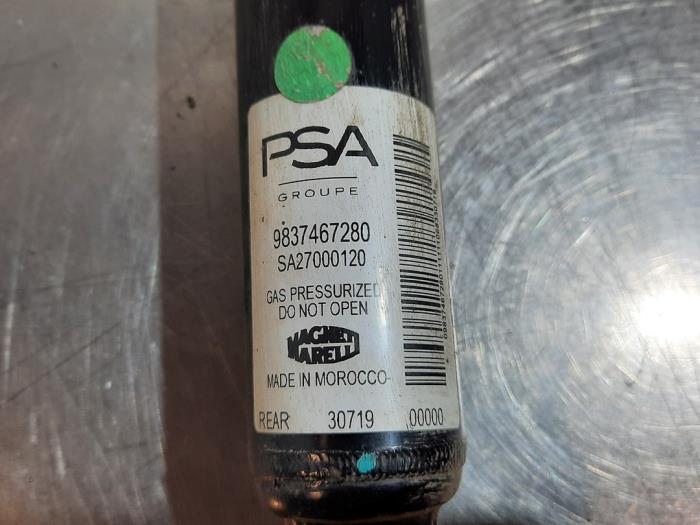 PSA
GROUPE
9837467280
SA27000120
GAS PRESSURIZED
DO NOT OPEN
MAGNETI
MARELLI
MADE IN MOROCCO
REAR 30719 00000